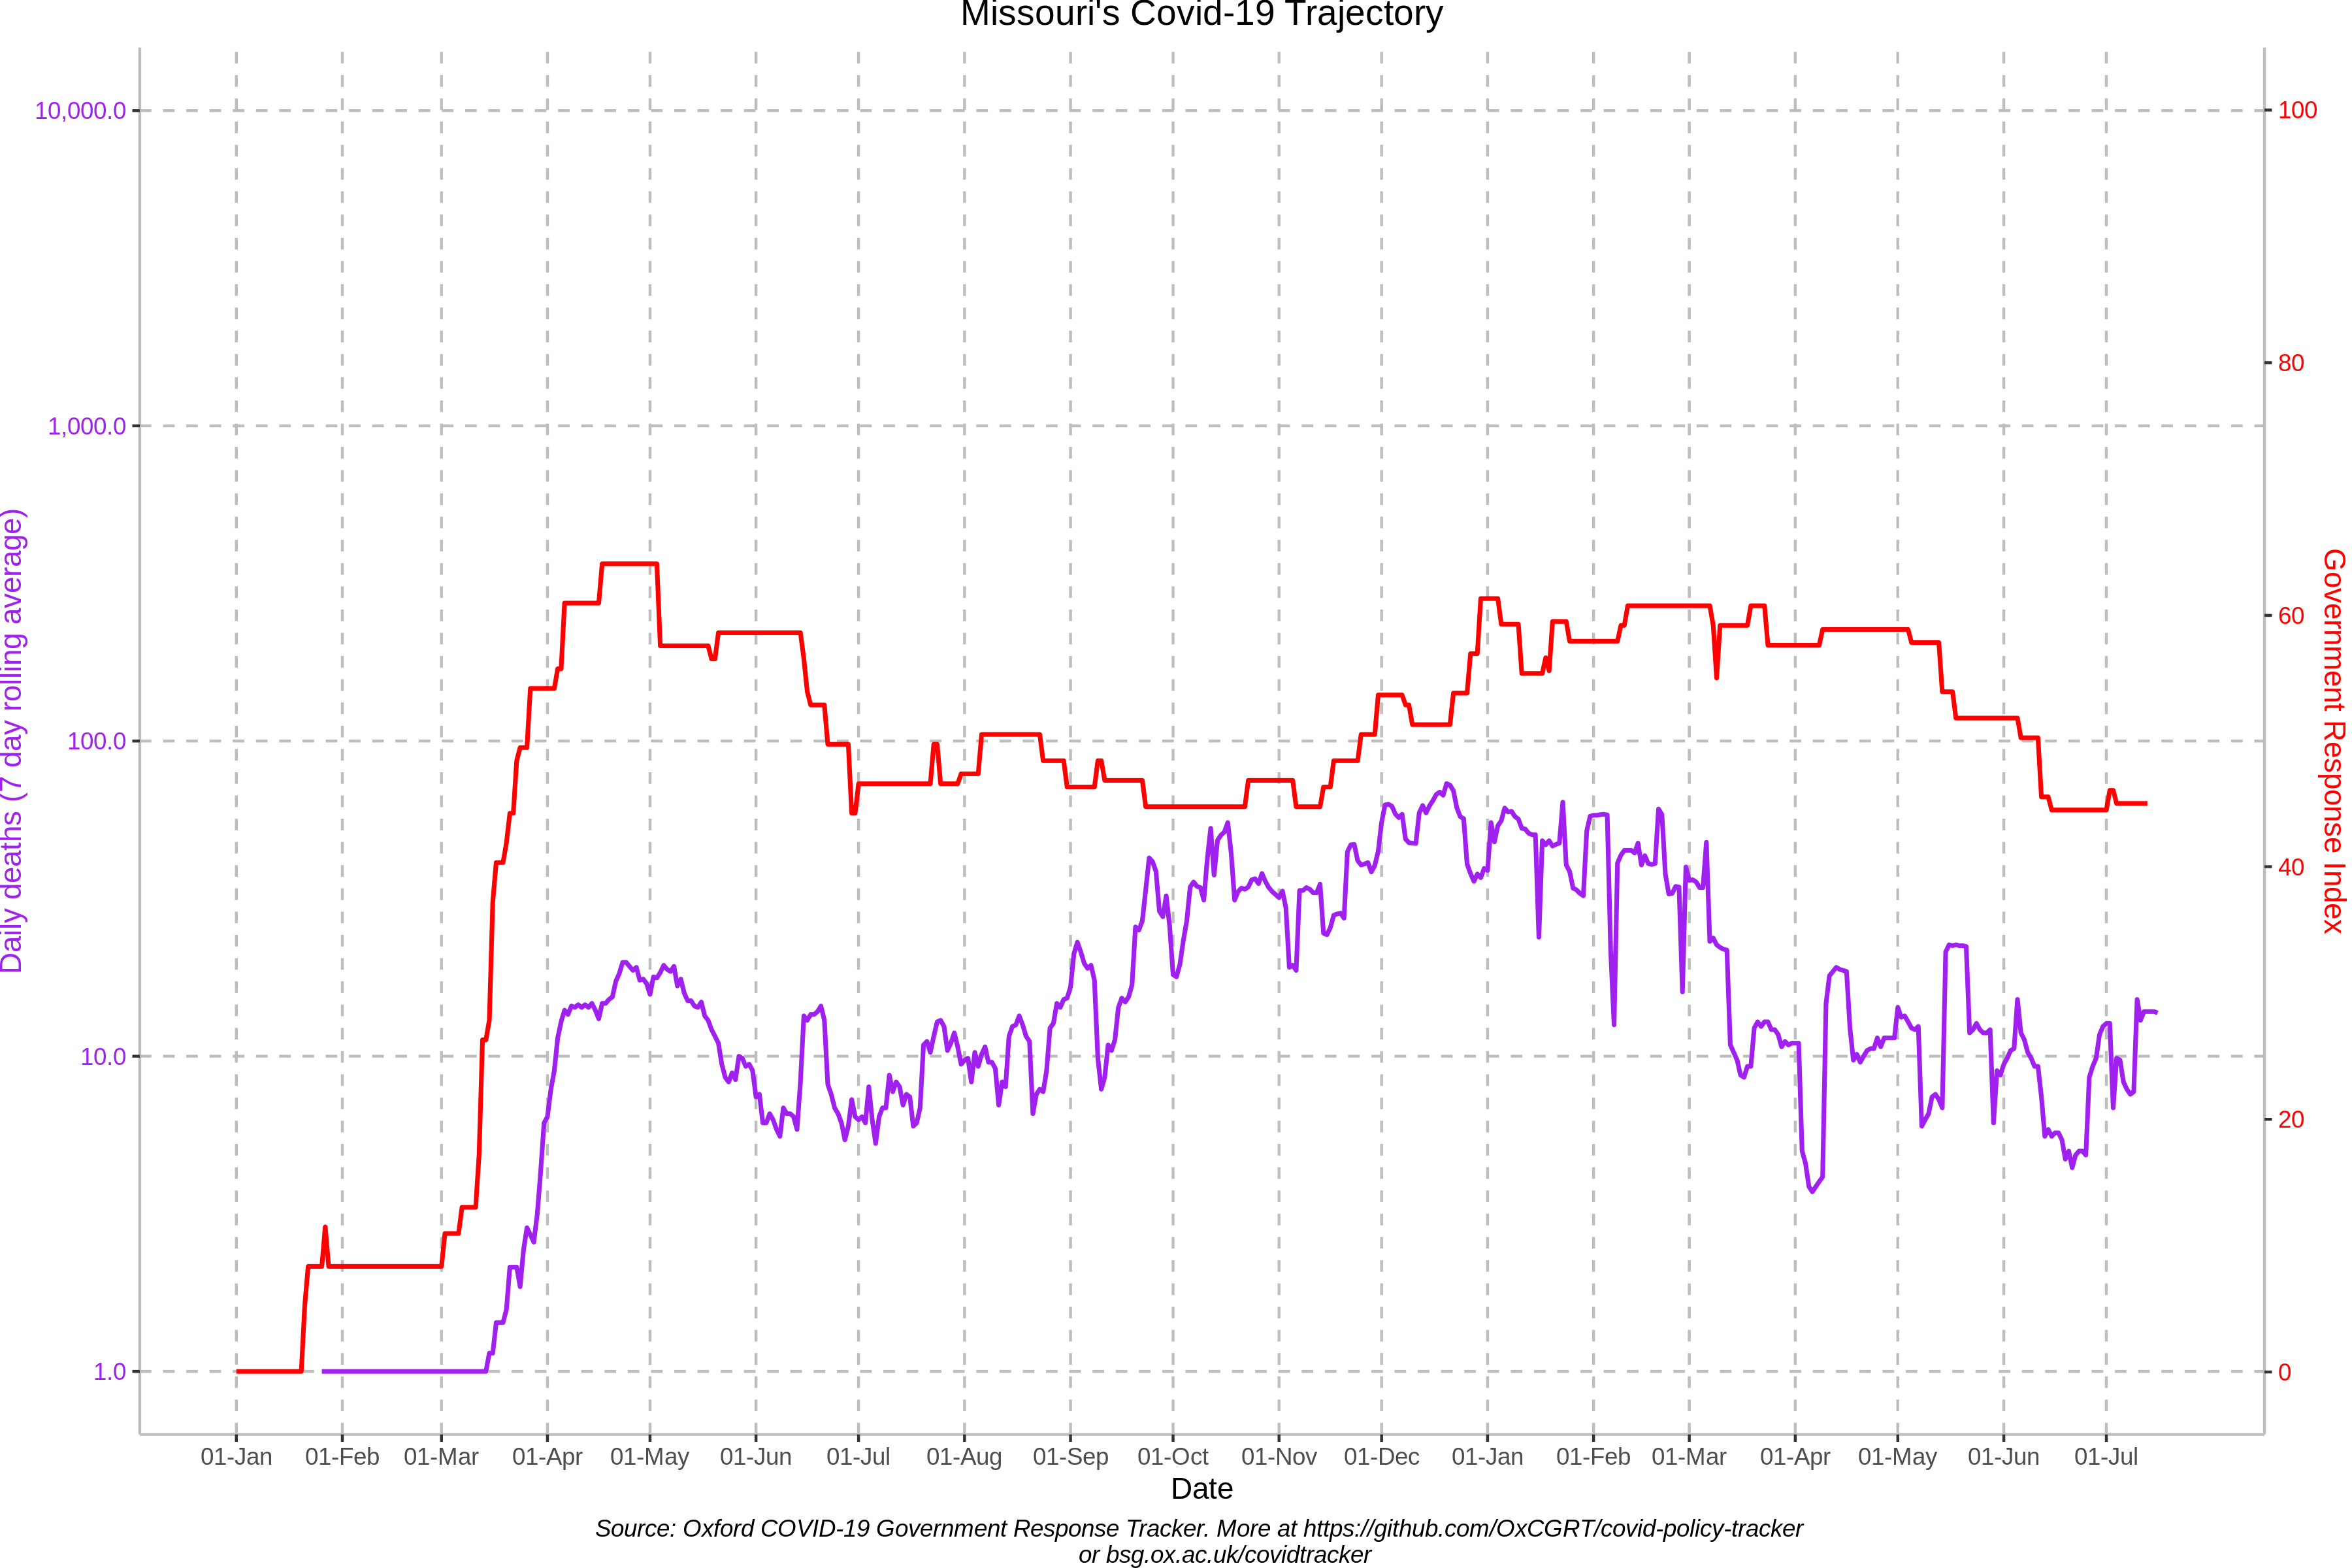 Missouri's Covid-19 Trajectory
10,000.0
1,000.0
100.0
10.0
1.0
Daily deaths (7 day rolling average)
100
80
60
40
20
0
Government Response Index
01-Jan 01-Feb 01-Mar 01-Apr 01-May 01-Jun 01-Jul 01-Aug 01-Sep 01-Oct 01-Nov 01-Dec 01-Jan 01-Feb 01-Mar 01-Apr 01-May 01-Jun 01-Jul
Date
Source: Oxford COVID-19 Government Response Tracker. More at https://github.com/OxCGRT/covid-policy-tracker
or bsg.ox.ac.uk/covidtracker